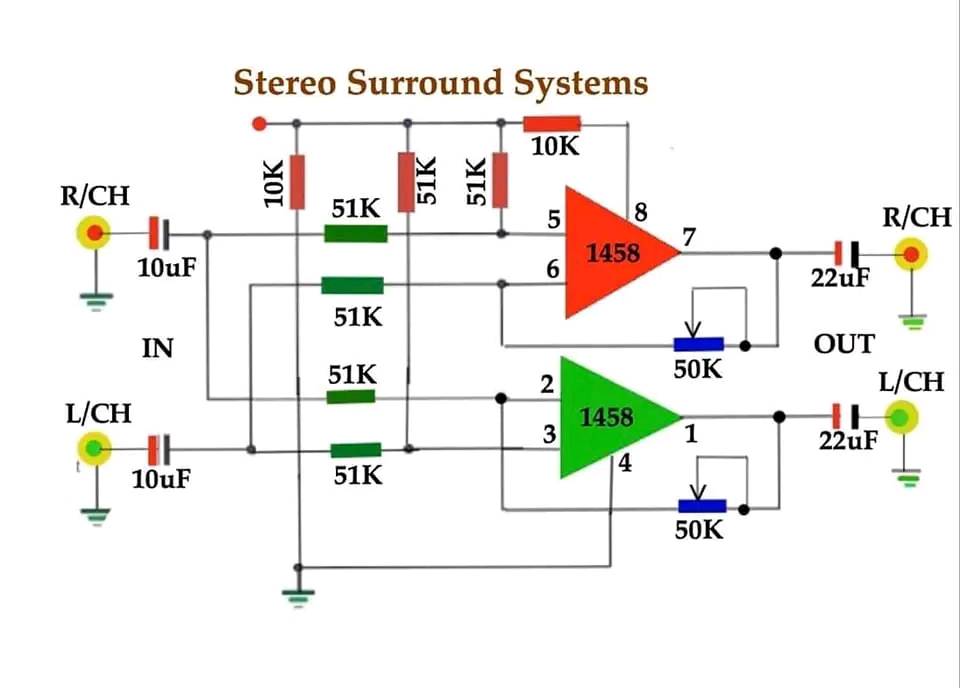 Stereo Surround Systems
10K
10K
51K
51K
R/CH
51K
5
8
7
R/CH
1458
10uF
6
22uF
51K
IN
OUT
50K
51K
2
L/CH
L/CH
1458
3
1
22uF
10uF
51K
4
50K